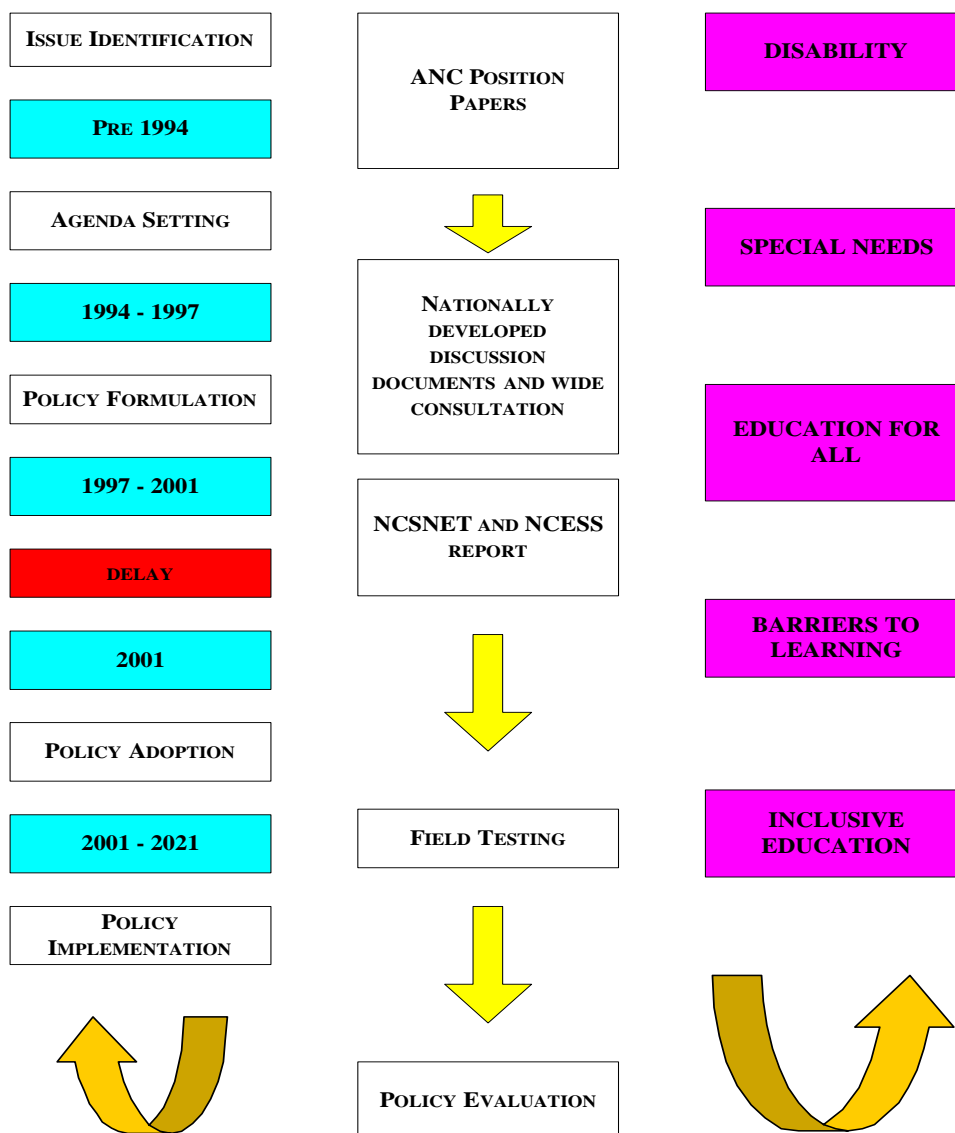 ISSUE IDENTIFICATION
PRE 1994
AGENDA SETTING
1994 - 1997
POLICY FORMULATION
1997 - 2001
DELAY
2001
POLICY ADOPTION
2001 - 2021
POLICY
IMPLEMENTATION
ANC POSITION
PAPERS
NATIONALLY
DEVELOPED
DISCUSSION
DOCUMENTS AND WIDE
CONSULTATION
NCSNET AND NCESS
REPORT
FIELD TESTING
POLICY EVALUATION
DISABILITY
SPECIAL NEEDS
EDUCATION FOR
ALL
BARRIERS TO
LEARNING
INCLUSIVE
EDUCATION